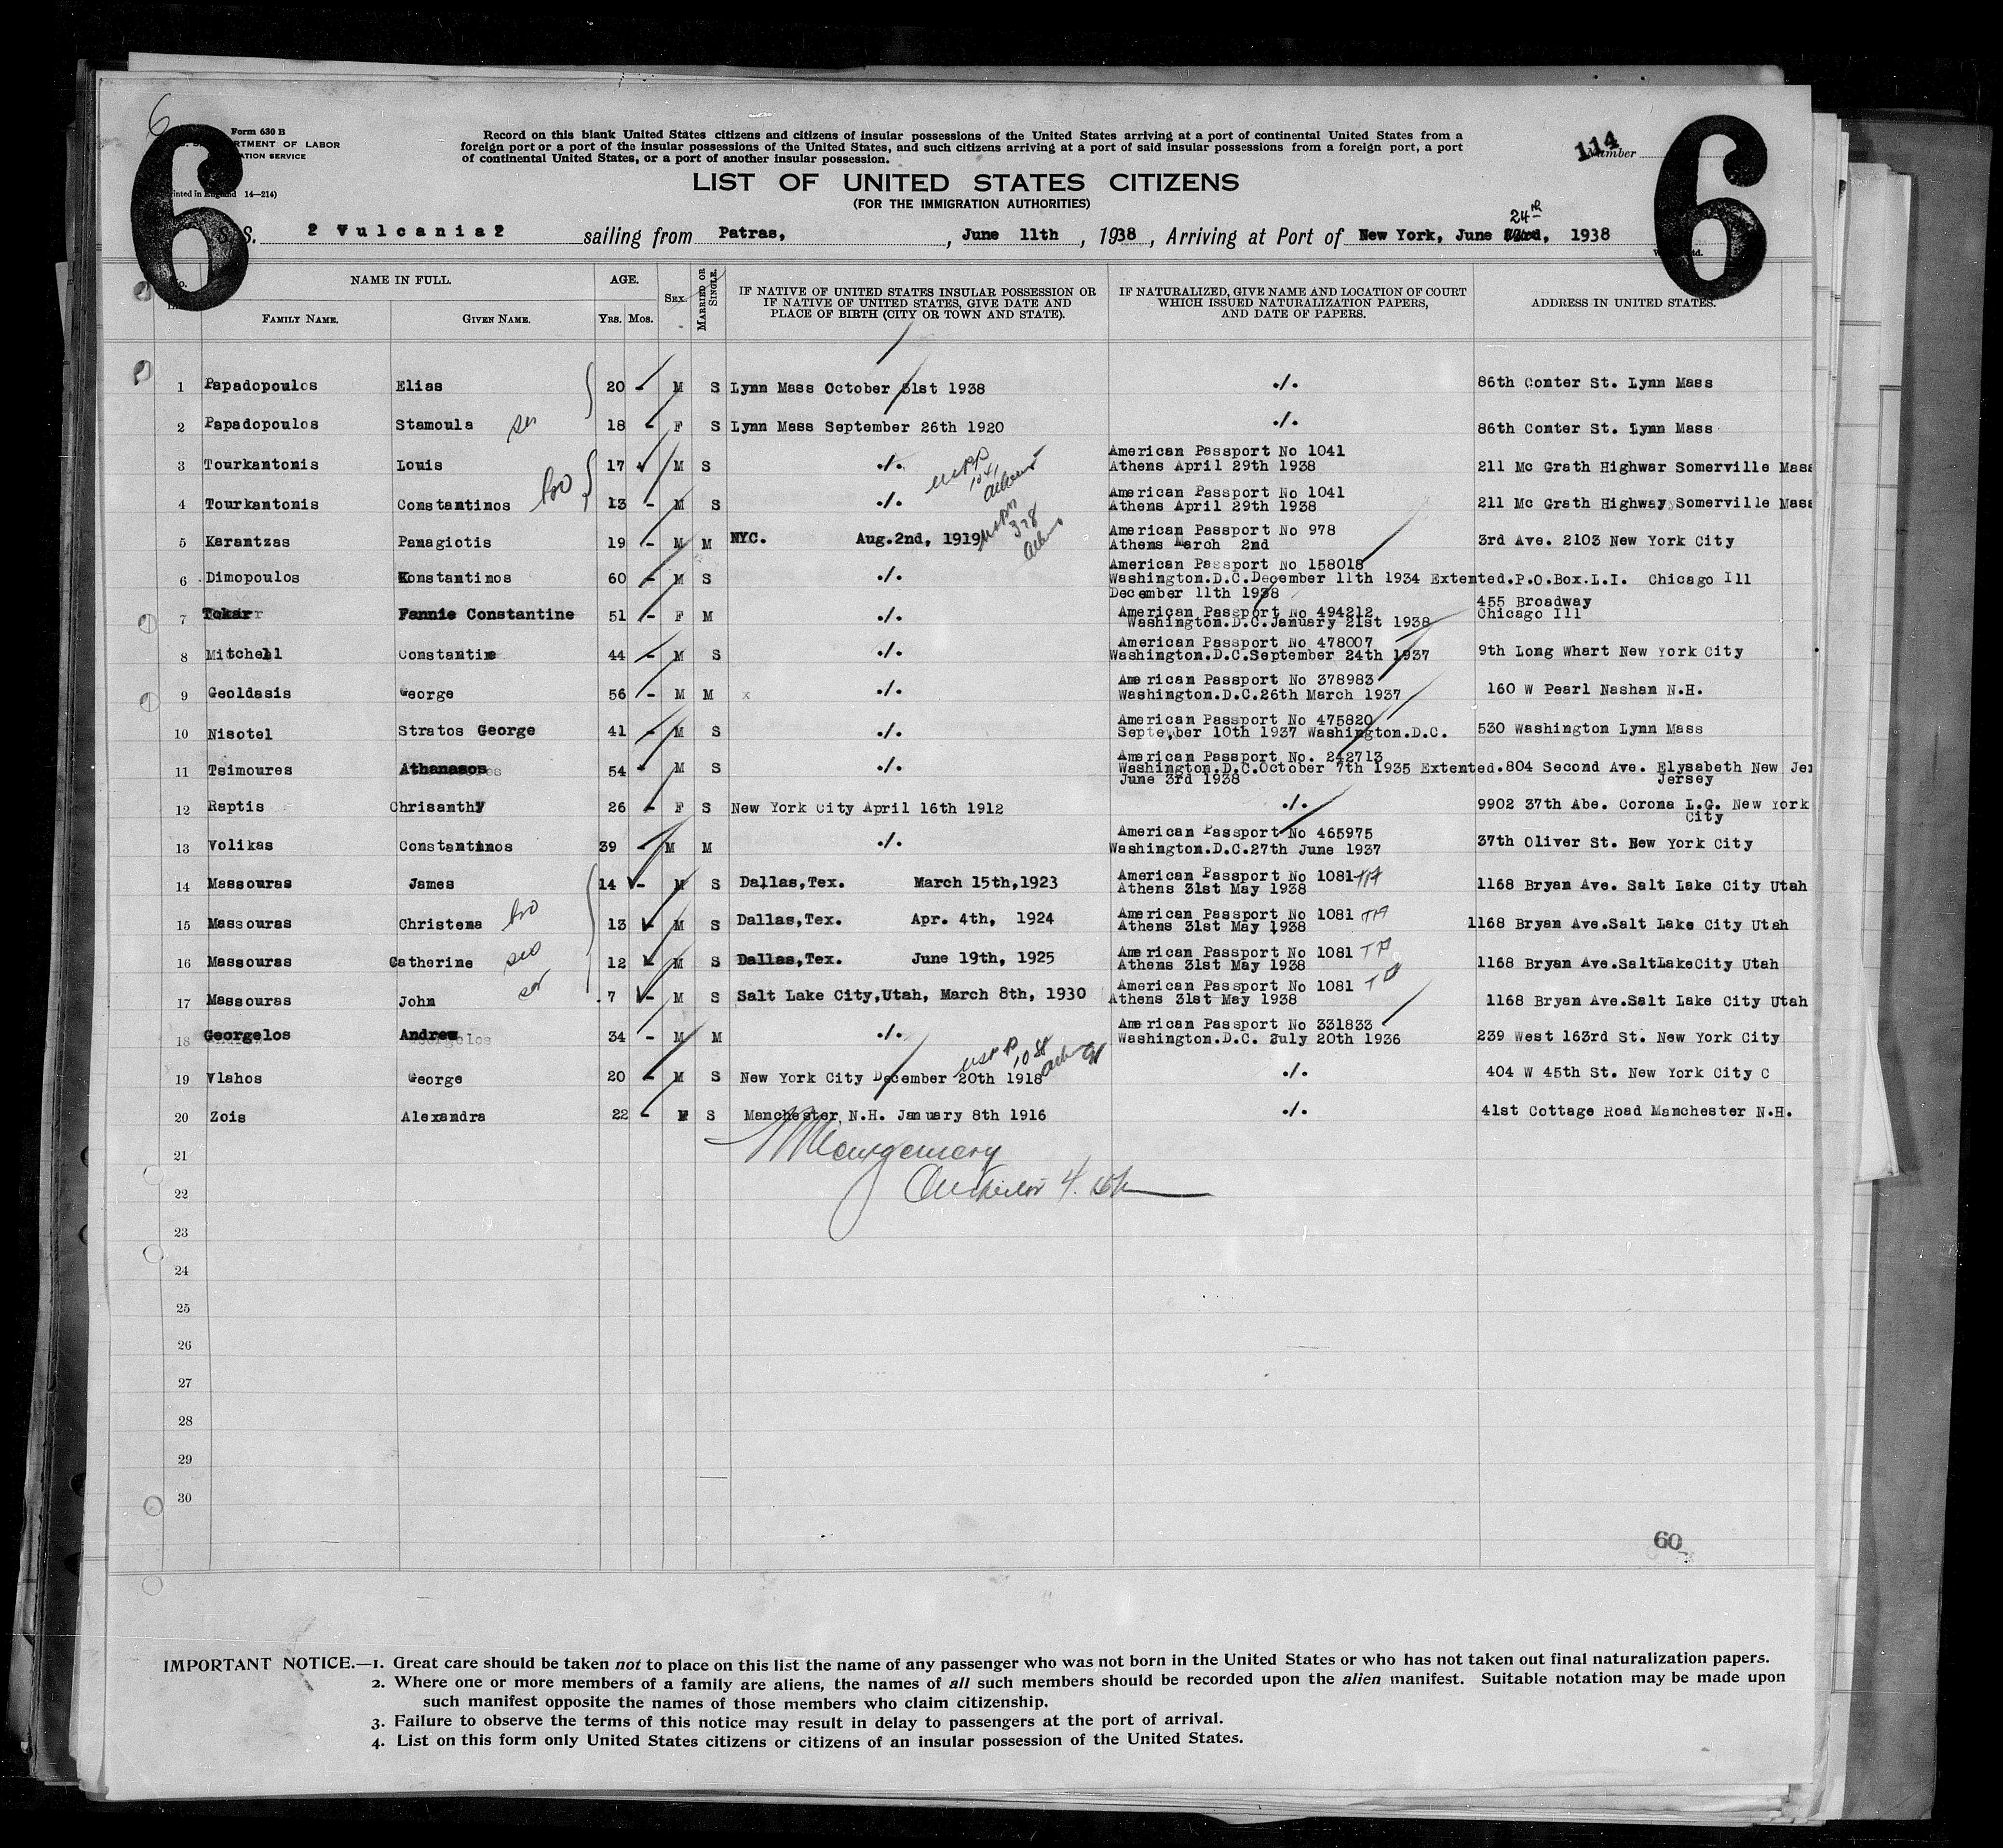 6
6
6
Form 630 B
DEPARTMENT OF LABOR
IMMIGRATION SERVICE
(Printed in England 14—214)
Record on this blank United States citizens and citizens of insular possessions of the United States arriving at a port of continental United States from a
foreign port or a port of the insular possessions of the United States, and such citizens arriving at a port of said insular possessions from a foreign port, a port
of continental United States, or a port of another insular possession.
114
Number
LIST OF UNITED STATES CITIZENS
(FOR THE IMMIGRATION AUTHORITIES)
24th
S.S. ? Vulcania? sailing from Patras, , June 11th , 1938 , Arriving at Port of New York, June 23rd, 1938
No. NAME IN FULL. AGE. SEX. MARRIED OR SINGLE. IF NATIVE OF UNITED STATES INSULAR POSSESSION OR IF NATIVE OF UNITED STATES, GIVE DATE AND PLACE OF BIRTH (CITY OR TOWN AND STATE). IF NATURALIZED, GIVE NAME AND LOCATION OF COURT WHICH ISSUED NATURALIZATION PAPERS, AND DATE OF PAPERS. ADDRESS IN UNITED STATES.
FAMILY NAME. GIVEN NAME. YRS. MOS.
1 Papadopoulos Elias 20 - M S Lynn Mass October 31st 1938 ./. 86th Conter St. Lynn Mass
2 Papadopoulos Stamoula 18 - F S Lynn Mass September 26th 1920 ./. 86th Conter St. Lynn Mass
3 Tourkantonis Louis 17 M S ./. USPP 1041 Athens American Passport No 1041 Athens April 29th 1938 211 Mc Grath Highwar Somerville Mass
4 Tourkantonis Constantinos bro 13 - M S ./. American Passport No 1041 Athens April 29th 1938 211 Mc Grath Highway Somerville Mass
5 Karantzas Panagiotis 19 - M M NYC. Aug.2nd, 1919 American Passport No 978 Athens March 2nd 3rd Ave. 2103 New York City
6 Dimopoulos Konstantinos 60 - M S ./. American Passport No 158018 Washington.D.C.December 11th 1934 Extented. December 11th 1938 P.O.Box.L.I. Chicago Ill
7 Tokar Fannie Constantine 51 - F M ./. American Passport No 494212 Washington.D.C.January 21st 1938 455 Broadway Chicago Ill
8 Mitchell Constantine 44 - M S ./. American Passport No 478007 Washington.D.C.September 24th 1937 9th Long Whart New York City
9 Geoldasis George 56 - M M x ./. American Passport No 378983 Washington.D.C.26th March 1937 160 W Pearl Nashan N.H.
10 Nisotel Stratos George 41 - M S ./. American Passport No 475820 September 10th 1937 Washington.D.C. 530 Washington Lynn Mass
11 Tsimoures Athanasos 54 - M S ./. American Passport No. 242713 Washington.D.C.October 7th 1935 Extented. June 3rd 1938 804 Second Ave. Elysabeth New Jer Jersey
12 Raptis Chrisanthy 26 - F S New York City April 16th 1912 ./. 9902 37th Abe. Corona L.G. New York City
13 Volikas Constantinos 39 - M M ./. American Passport No 465975 Washington.D.C.27th June 1937 37th Oliver St. New York City
14 Massouras James 14 - M S Dallas,Tex. March 15th,1923 American Passport No 1081 Athens 31st May 1938 1168 Bryan Ave. Salt Lake City Utah
15 Massouras Christena bro 13 - M S Dallas,Tex. Apr. 4th, 1924 American Passport No 1081 Athens 31st May 1938 1168 Bryan Ave.Salt Lake City Utah
16 Massouras Catherine 12 - M S Dallas,Tex. June 19th, 1925 American Passport No 1081 Athens 31st May 1938 1168 Bryan Ave.SaltLakeCity Utah
17 Massouras John 7 - M S Salt Lake City,Utah, March 8th, 1930 American Passport No 1081 Athens 31st May 1938 1168 Bryan Ave.Salt Lake City Utah
18 Georgelos Andrew 34 - M M ./. American Passport No 331833 Washington.D.C. July 20th 1936 239 West 163rd St. New York City
19 Vlahos George 20 - M S New York City December 20th 1918 ./. 404 W 45th St. New York City C
20 Zois Alexandra 22 - F S Manchester, N.H. January 8th 1916 ./. 41st Cottage Road Manchester N.H.
21 Montgomery
22
23
24
25
26
27
28
29
30
60
IMPORTANT NOTICE.—1. Great care should be taken not to place on this list the name of any passenger who was not born in the United States or who has not taken out final naturalization papers.
2. Where one or more members of a family are aliens, the names of all such members should be recorded upon the alien manifest. Suitable notation may be made upon
such manifest opposite the names of those members who claim citizenship.
3. Failure to observe the terms of this notice may result in delay to passengers at the port of arrival.
4. List on this form only United States citizens or citizens of an insular possession of the United States.